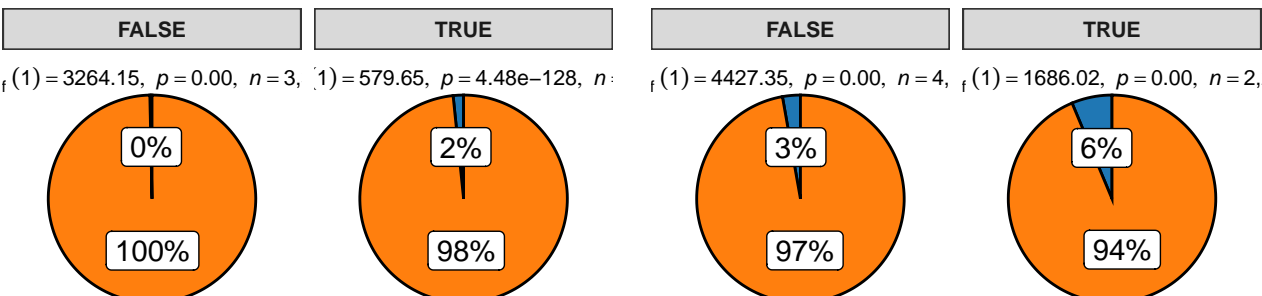 FALSE TRUE FALSE TRUE
f (1) = 3264.15, p = 0.00, n = 3, (1) = 579.65, p = 4.48e−128, n f (1) = 4427.35, p = 0.00, n = 4, f (1) = 1686.02, p = 0.00, n = 2,
0% 2% 3% 6%
100% 98% 97% 94%